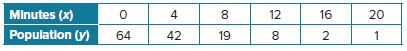 Minutes (x) 0 4 8 12 16 20
Population (y) 64 42 19 8 2 1